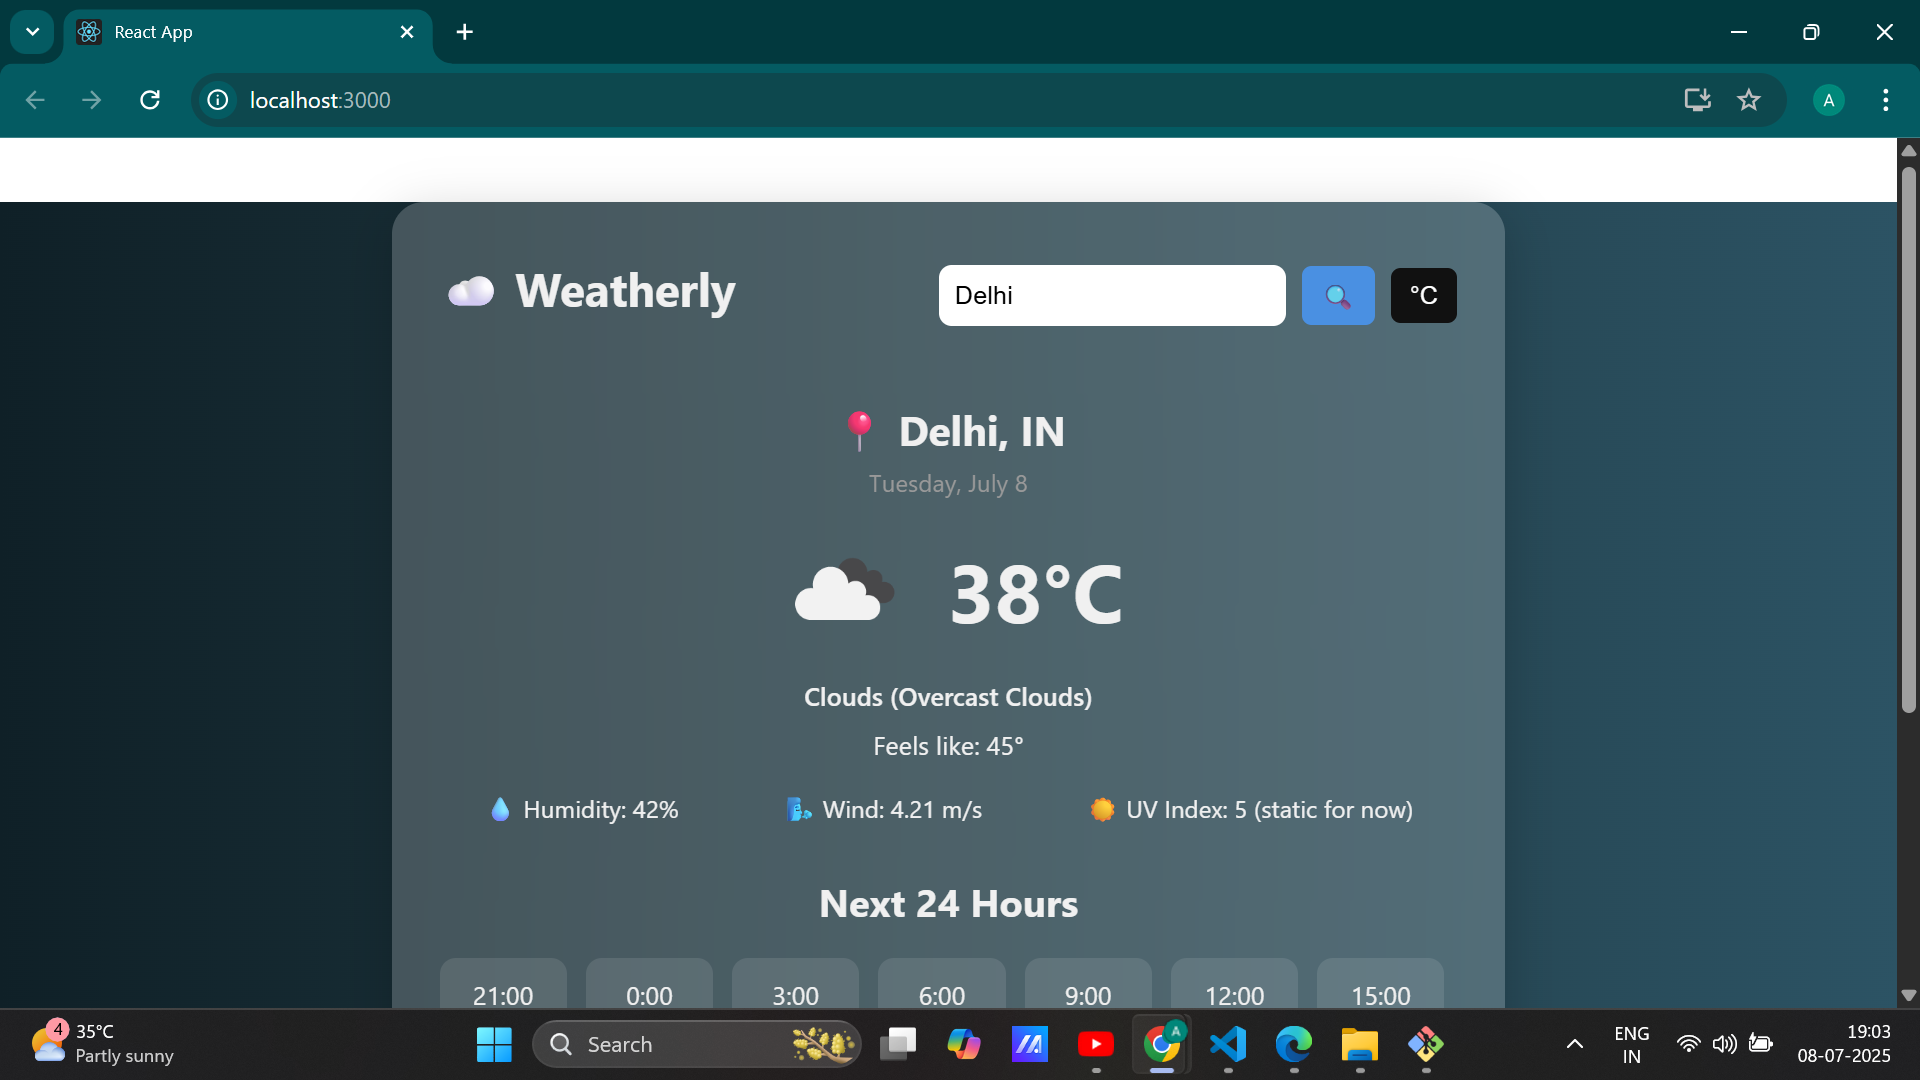 React App
localhost:3000
A
Weatherly
Delhi
°C
Delhi, IN
Tuesday, July 8
38°C
Clouds (Overcast Clouds)
Feels like: 45°
Humidity: 42%
Wind: 4.21 m/s
UV Index: 5 (static for now)
Next 24 Hours
21:00
0:00
3:00
6:00
9:00
12:00
15:00
4
35°C
Partly sunny
Search
A
ENG
IN
19:03
08-07-2025